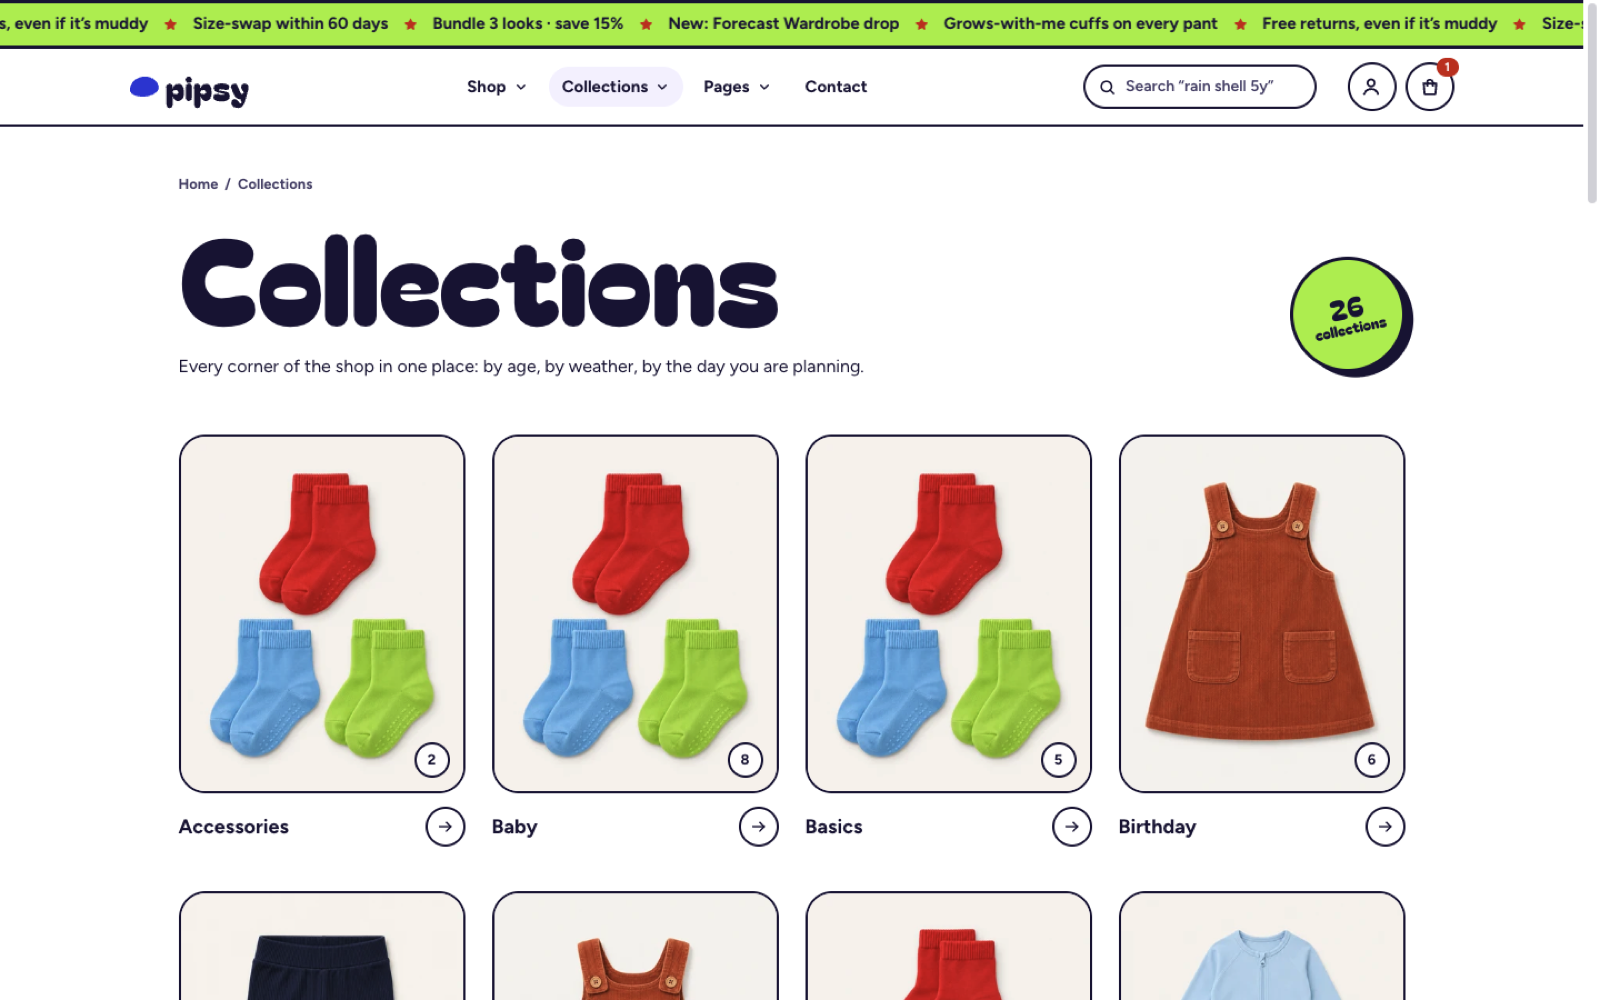 s, even if it's muddy ★ Size-swap within 60 days ★ Bundle 3 looks · save 15% ★ New: Forecast Wardrobe drop ★ Grows-with-me cuffs on every pant ★ Free returns, even if it's muddy ★ Size-s
pipsy
Shop
Collections
Pages
Contact
Search “rain shell 5y”
1
Home / Collections
Collections
26
collections
Every corner of the shop in one place: by age, by weather, by the day you are planning.
2
8
5
6
Accessories
Baby
Basics
Birthday